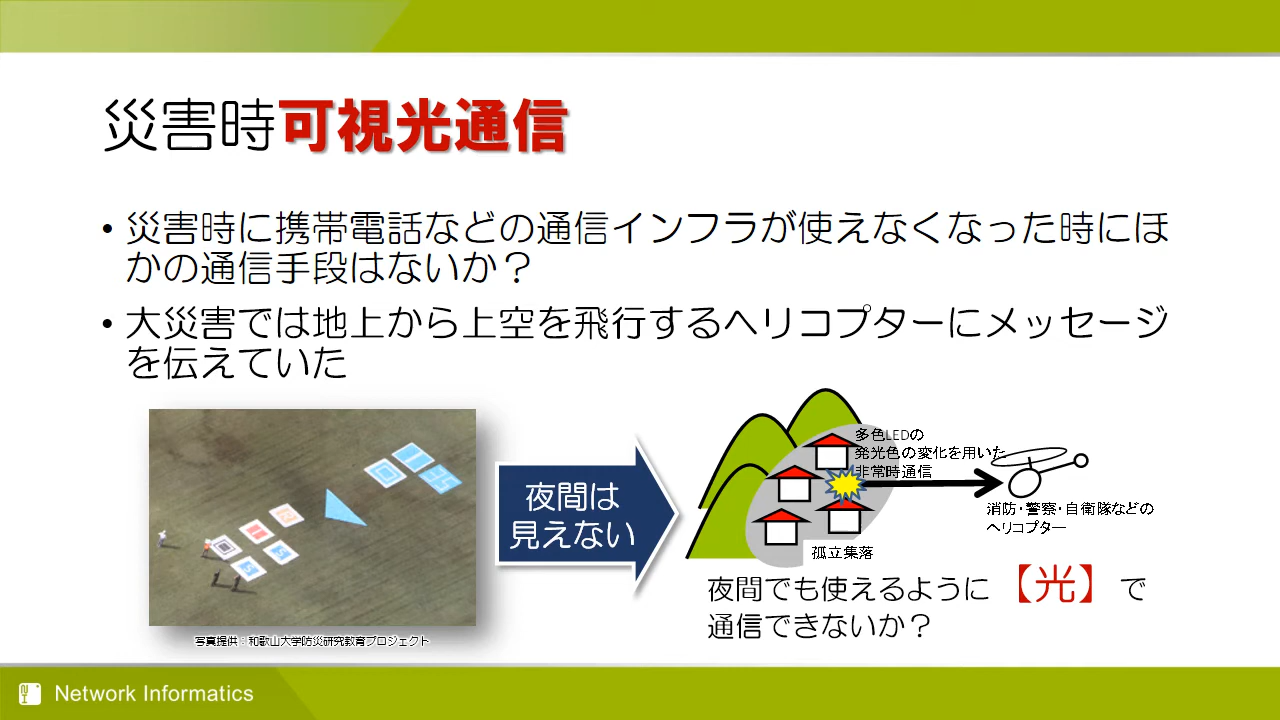 災害時可視光通信
• 災害時に携帯電話などの通信インフラが使えなくなった時にほ
かの通信手段はないか？
• 大災害では地上から上空を飛行するヘリコプターにメッセージ
を伝えていた
夜間は
見えない
多色LEDの
発光色の変化を用いた
非常時通信
消防・警察・自衛隊などの
ヘリコプター
孤立集落
夜間でも使えるように【光】で
通信できないか？
写真提供：和歌山大学防災研究教育プロジェクト
Network Informatics